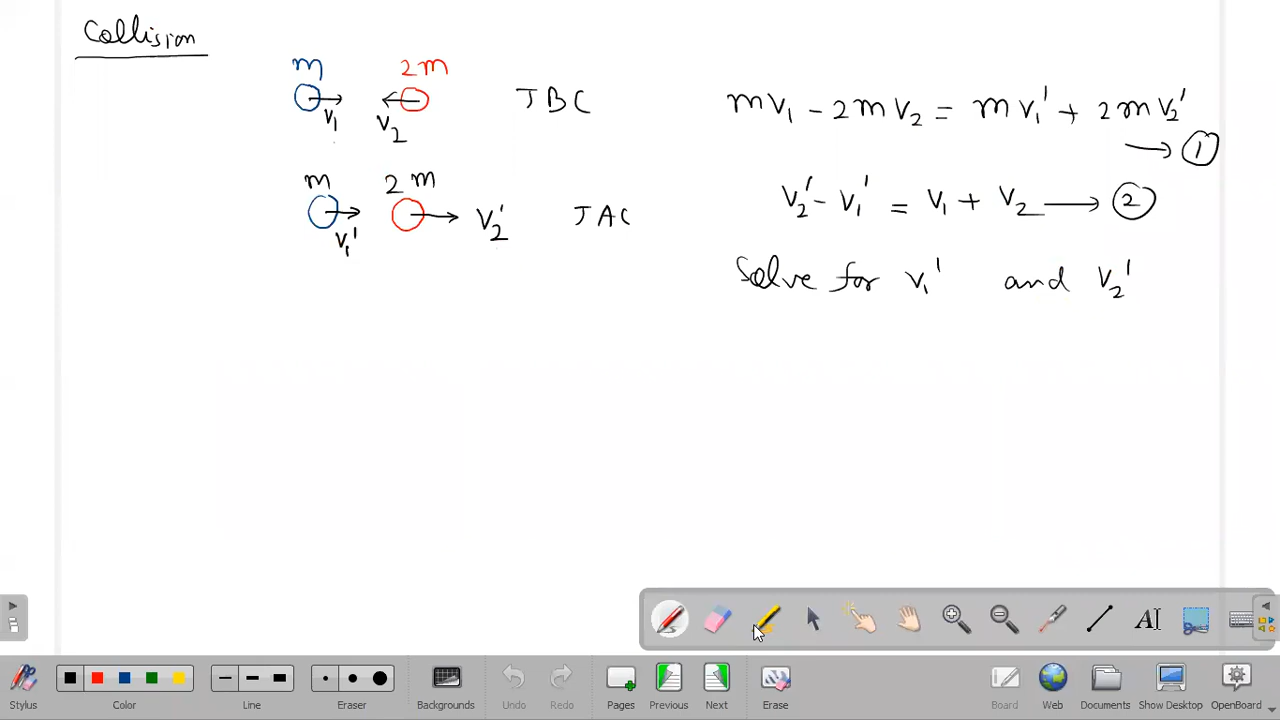 Collision
m 2m
v₁ v₂ JBC
mv₁ - 2mv₂ = mv₁' + 2mv₂'
→ ①
m 2m
v₁' v₂' JAC
v₂' - v₁' = v₁ + v₂ → ②
Solve for v₁' and v₂'
Stylus Color Line Eraser Backgrounds Undo Redo Pages Previous Next Erase Board Web Documents Show Desktop OpenBoard